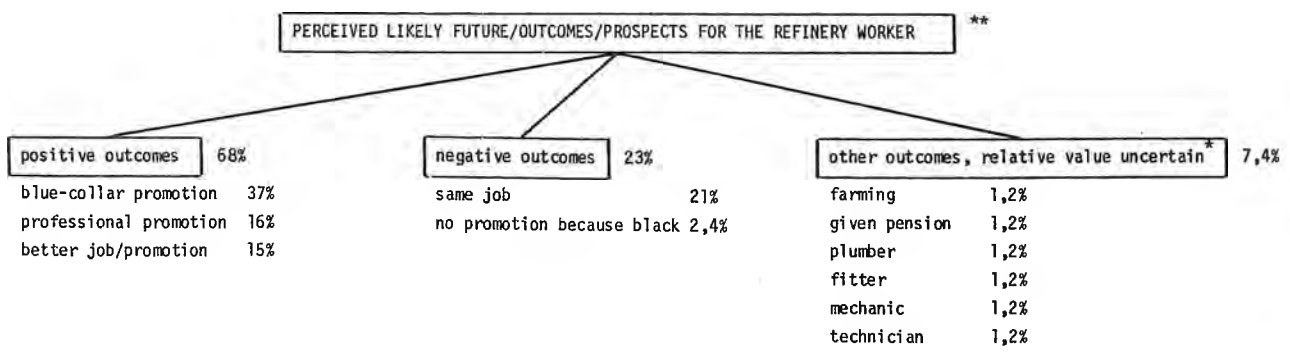 PERCEIVED LIKELY FUTURE/OUTCOMES/PROSPECTS FOR THE REFINERY WORKER **
positive outcomes 68%
blue-collar promotion 37%
professional promotion 16%
better job/promotion 15%
negative outcomes 23%
same job 21%
no promotion because black 2,4%
other outcomes, relative value uncertain* 7,4%
farming 1,2%
given pension 1,2%
plumber 1,2%
fitter 1,2%
mechanic 1,2%
technician 1,2%